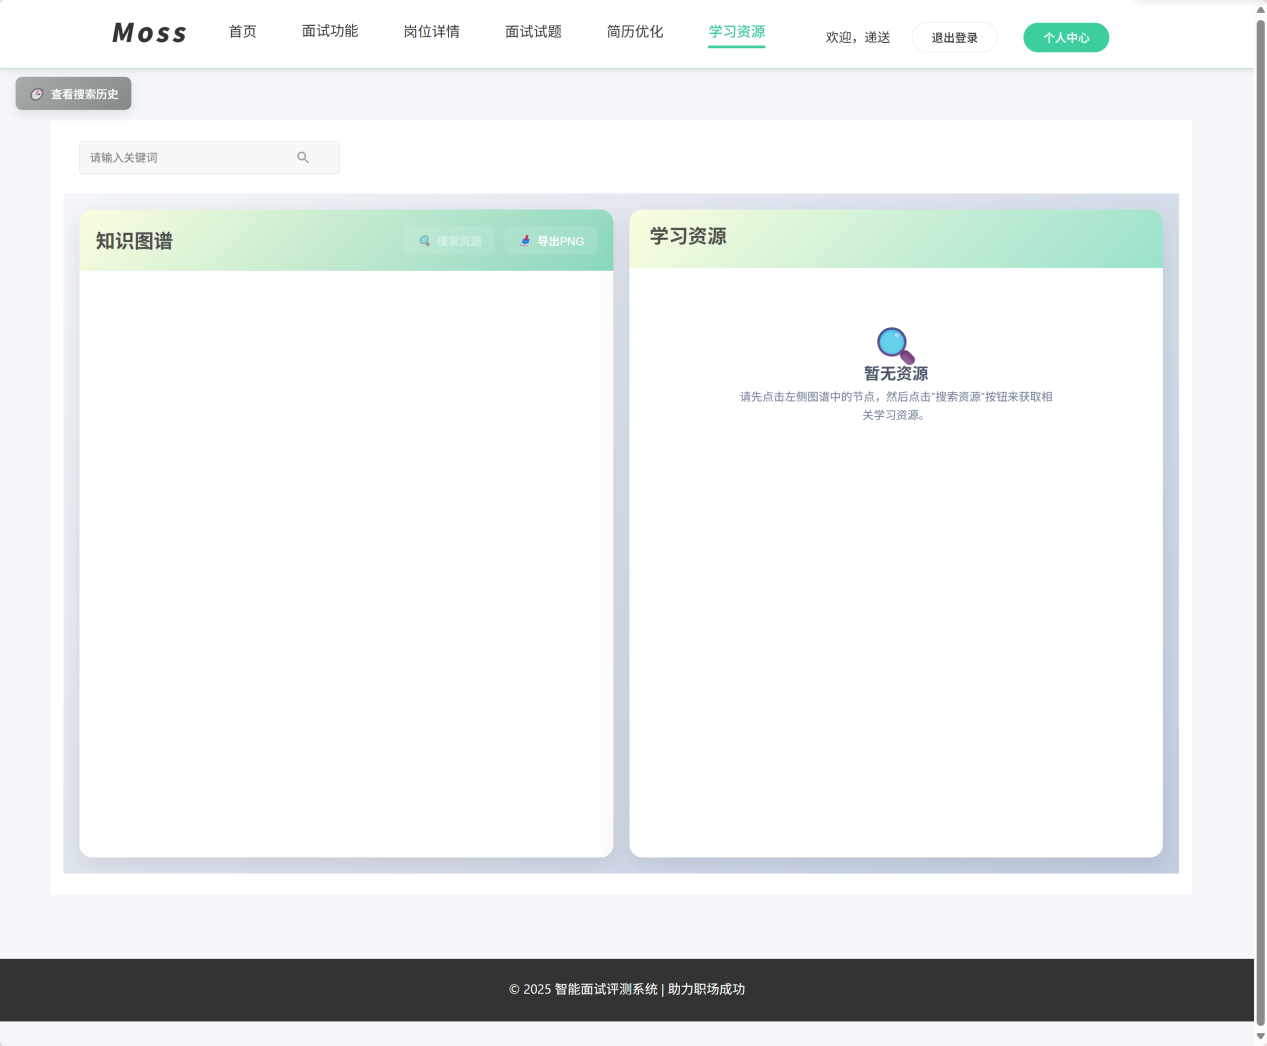 Moss 首页 面试功能 岗位详情 面试试题 简历优化 学习资源 欢迎，递送 退出登录 个人中心
查看搜索历史
请输入关键词
知识图谱 搜索资源 导出PNG
学习资源
暂无资源
请先点击左侧图谱中的节点，然后点击"搜索资源"按钮来获取相
关学习资源。
© 2025 智能面试评测系统 | 助力职场成功